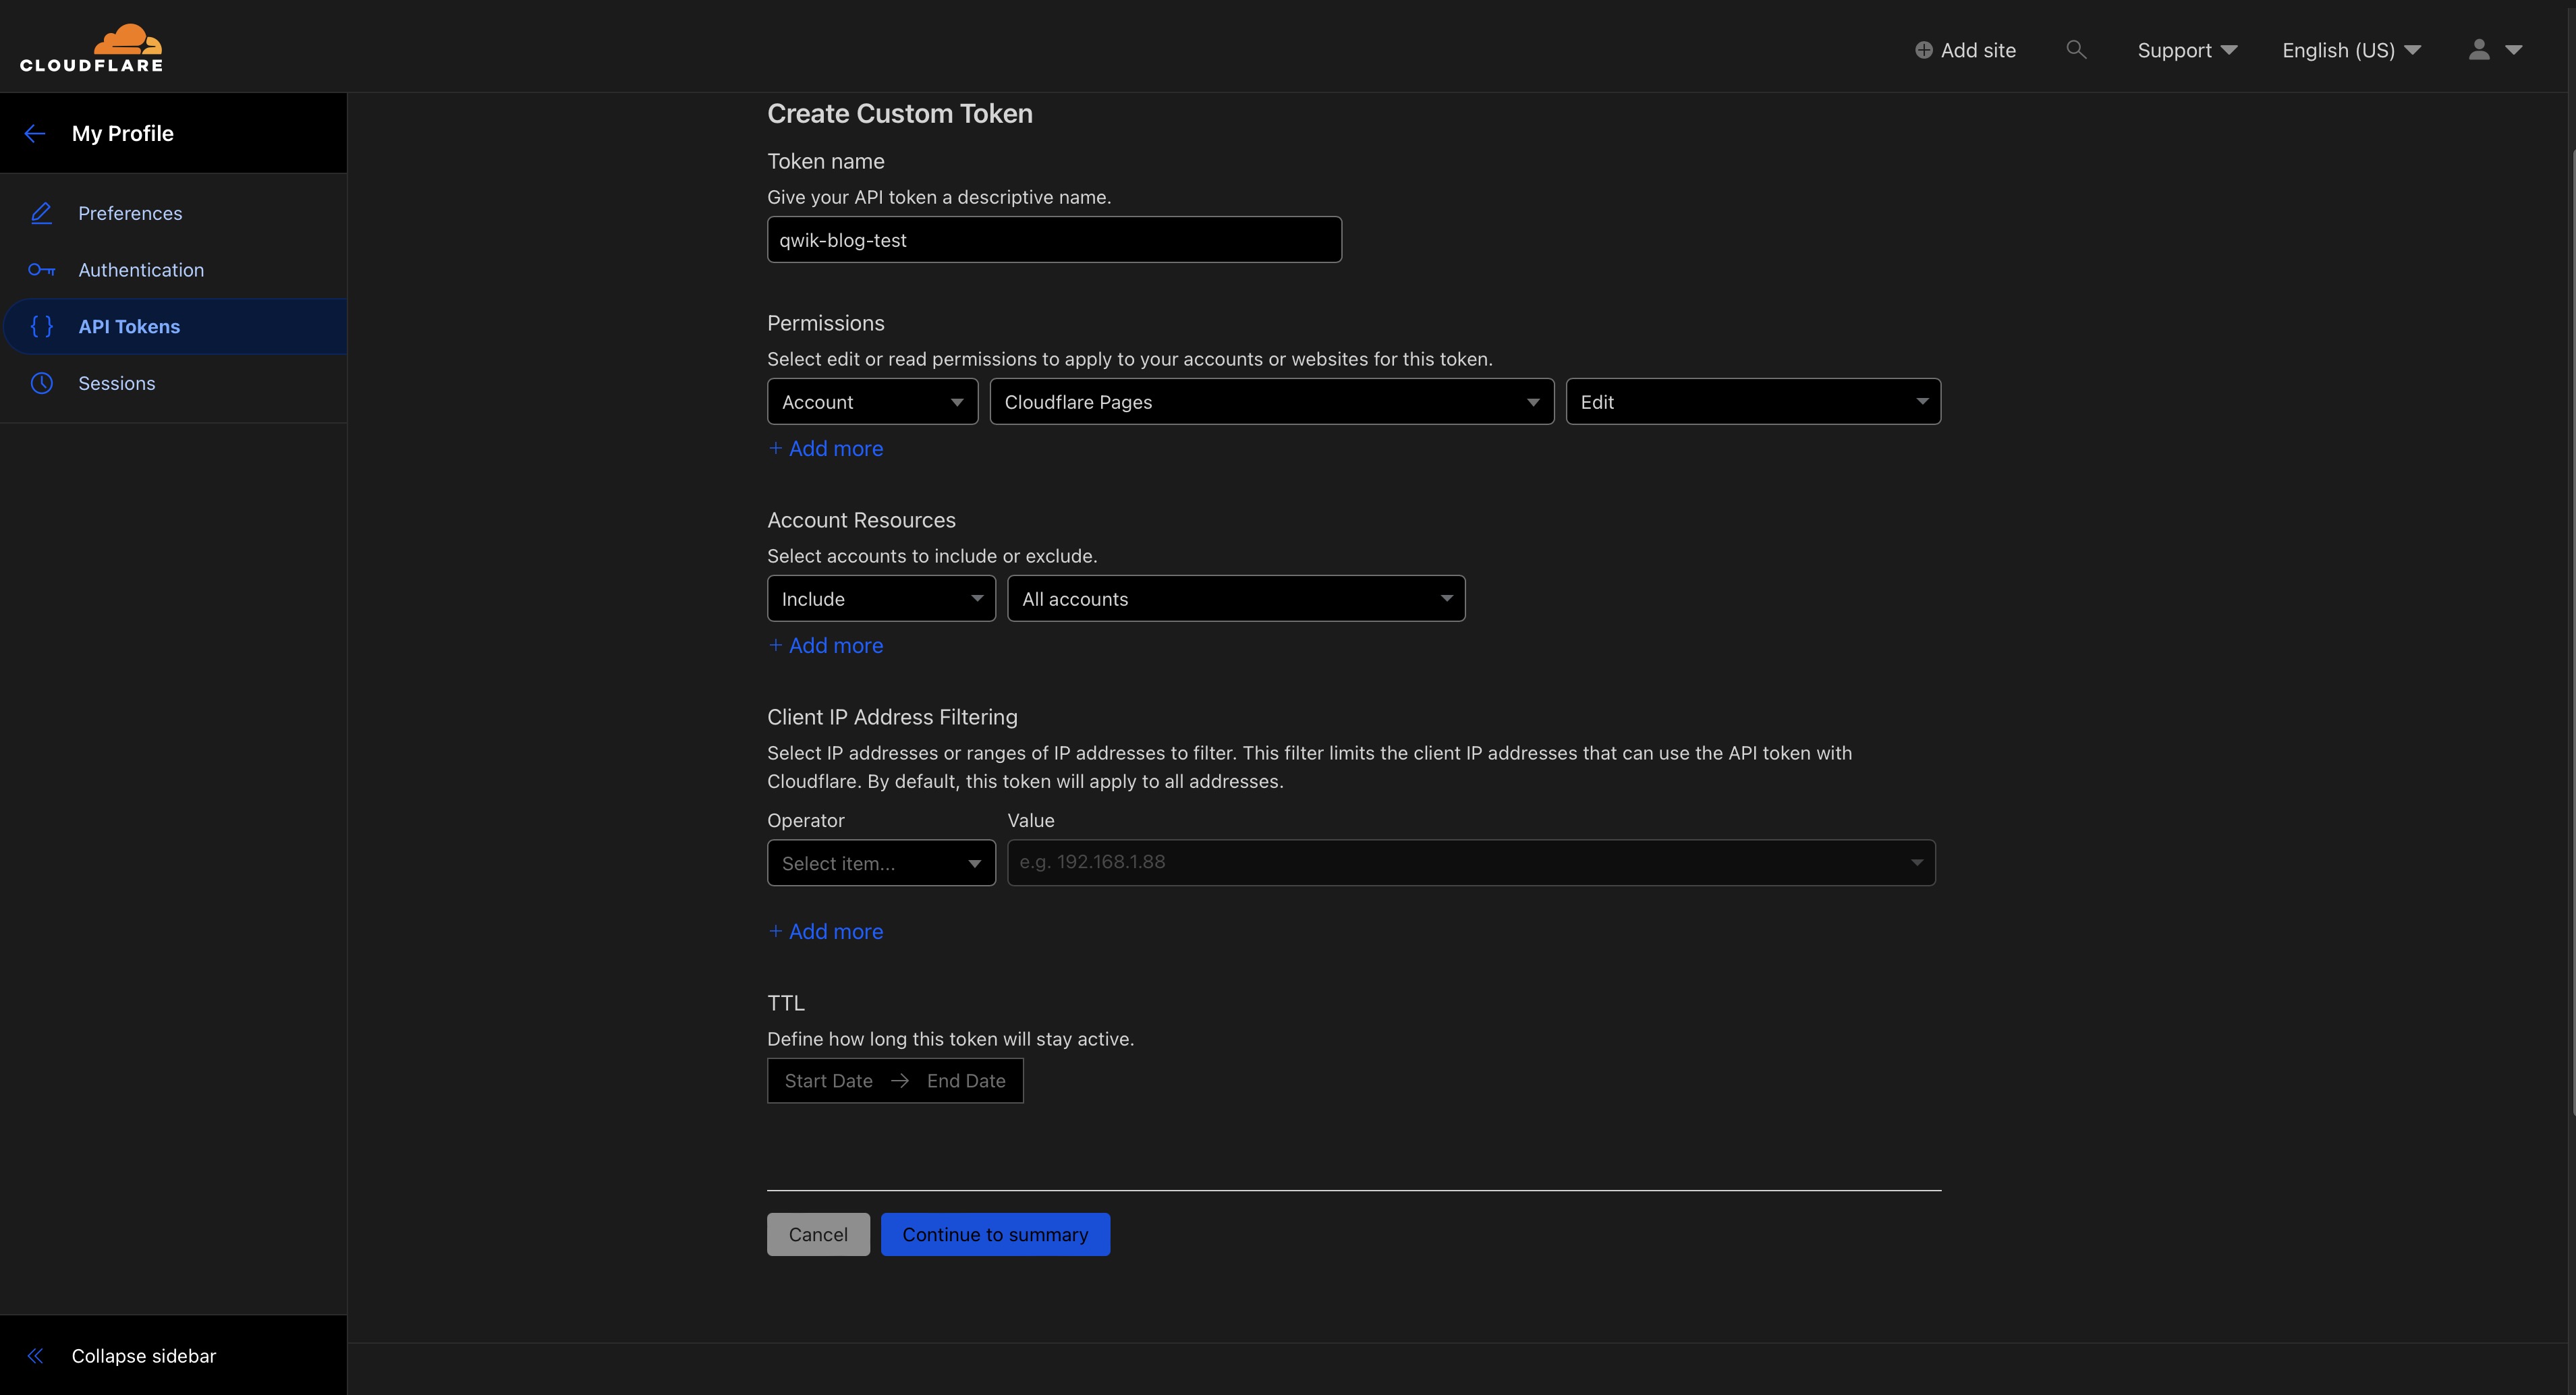 CLOUDFLARE
Add site
Support
English (US)
My Profile
Preferences
Authentication
API Tokens
Sessions
Collapse sidebar
Create Custom Token
Token name
Give your API token a descriptive name.
qwik-blog-test
Permissions
Select edit or read permissions to apply to your accounts or websites for this token.
Account Cloudflare Pages Edit
+ Add more
Account Resources
Select accounts to include or exclude.
Include All accounts
+ Add more
Client IP Address Filtering
Select IP addresses or ranges of IP addresses to filter. This filter limits the client IP addresses that can use the API token with
Cloudflare. By default, this token will apply to all addresses.
Operator Value
Select item... e.g. 192.168.1.88
+ Add more
TTL
Define how long this token will stay active.
Start Date → End Date
Cancel Continue to summary